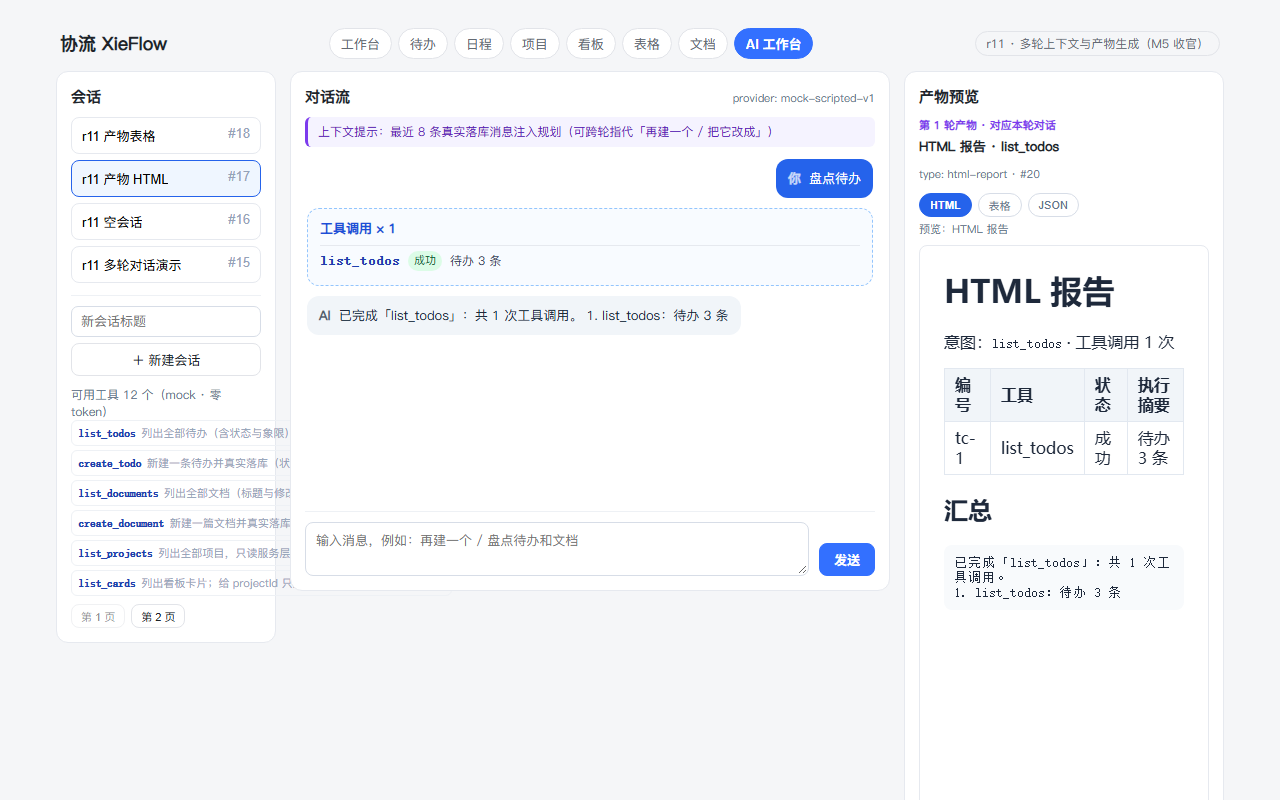 协流 XieFlow
工作台
待办
日程
项目
看板
表格
文档
AI 工作台
r11 · 多轮上下文与产物生成（M5 收官）
会话
r11 产物表格 #18
r11 产物 HTML #17
r11 空会话 #16
r11 多轮对话演示 #15
新会话标题
＋ 新建会话
可用工具 12 个（mock · 零
token）
list_todos 列出全部待办（含状态与象限）
create_todo 新建一条待办并真实落库（状
list_documents 列出全部文档（标题与修改
create_document 新建一篇文档并真实落库
list_projects 列出全部项目，只读服务层
list_cards 列出看板卡片；给 projectId 只
第 1 页
第 2 页
对话流
provider: mock-scripted-v1
上下文提示：最近 8 条真实落库消息注入规划（可跨轮指代「再建一个 / 把它改成」）
你 盘点待办
工具调用 × 1
list_todos 成功 待办 3 条
AI 已完成「list_todos」：共 1 次工具调用。 1. list_todos：待办 3 条
输入消息，例如：再建一个 / 盘点待办和文档
发送
产物预览
第 1 轮产物 · 对应本轮对话
HTML 报告 · list_todos
type: html-report · #20
HTML
表格
JSON
预览：HTML 报告
HTML 报告
意图：list_todos · 工具调用 1 次
编号 工具 状态 执行摘要
tc-1 list_todos 成功 待办 3 条
汇总
已完成「list_todos」：共 1 次工
具调用。
1. list_todos：待办 3 条